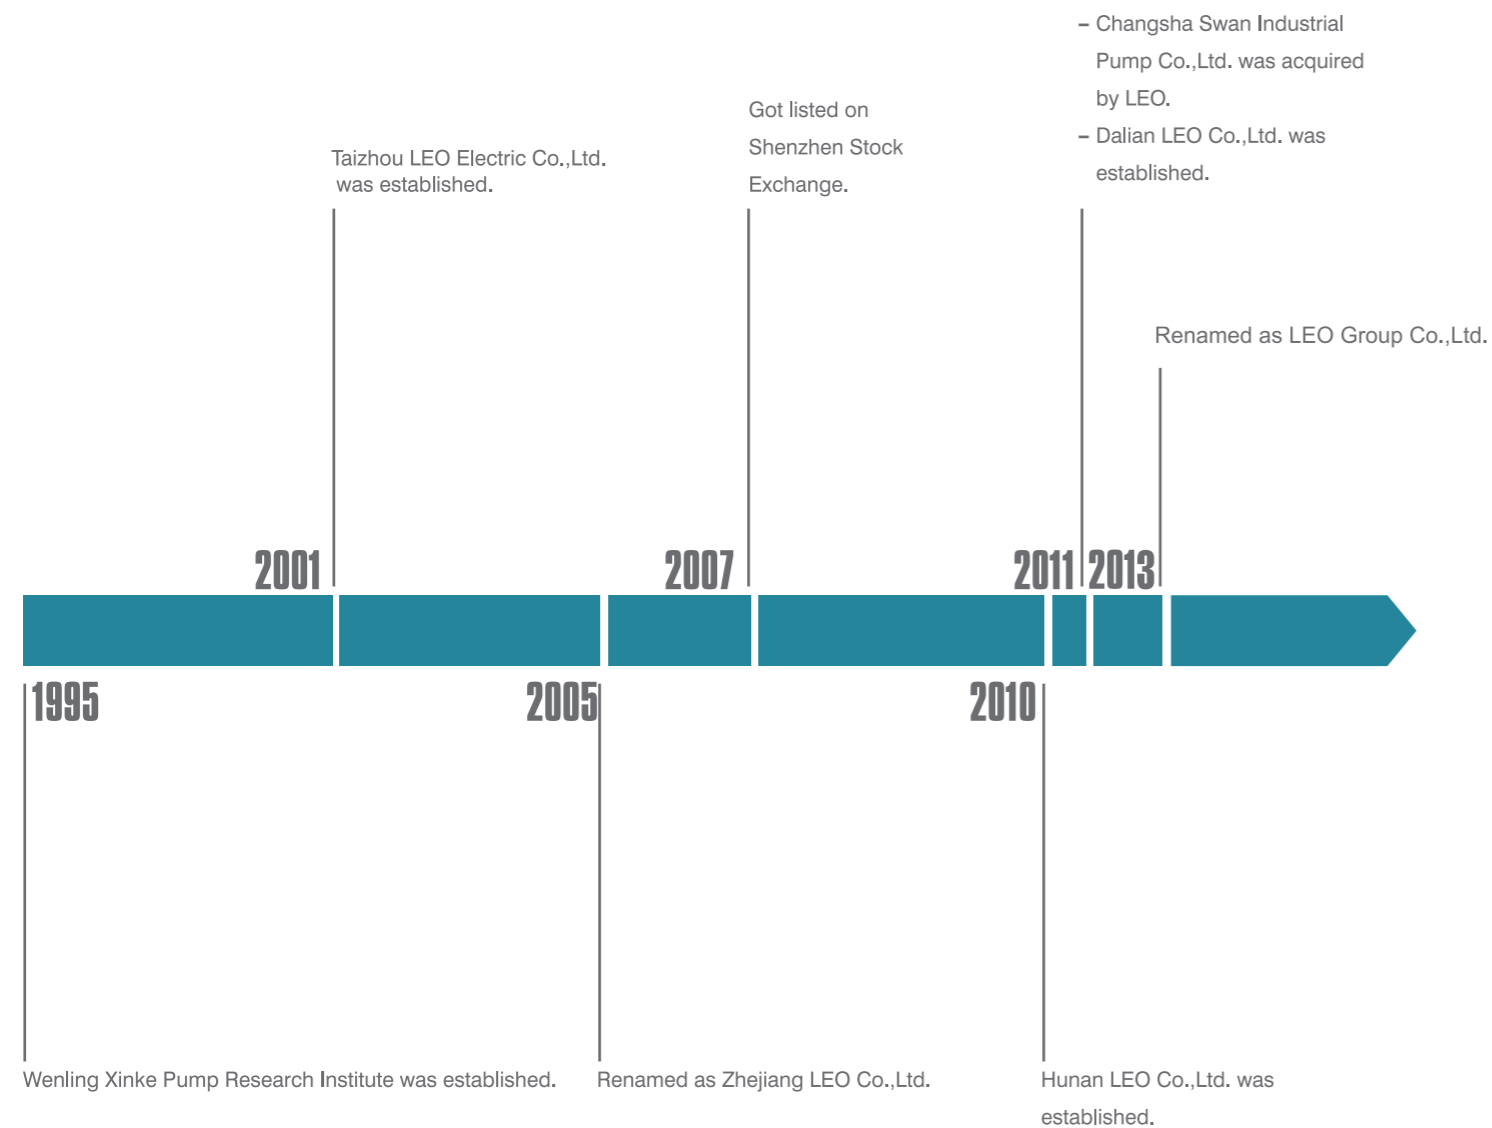 – Changsha Swan Industrial
Pump Co.,Ltd. was acquired
by LEO.
– Dalian LEO Co.,Ltd. was
established.
Got listed on
Shenzhen Stock
Exchange.
Taizhou LEO Electric Co.,Ltd.
was established.
Renamed as LEO Group Co.,Ltd.
2001
2007
2011
2013
1995
2005
2010
Wenling Xinke Pump Research Institute was established.
Renamed as Zhejiang LEO Co.,Ltd.
Hunan LEO Co.,Ltd. was
established.